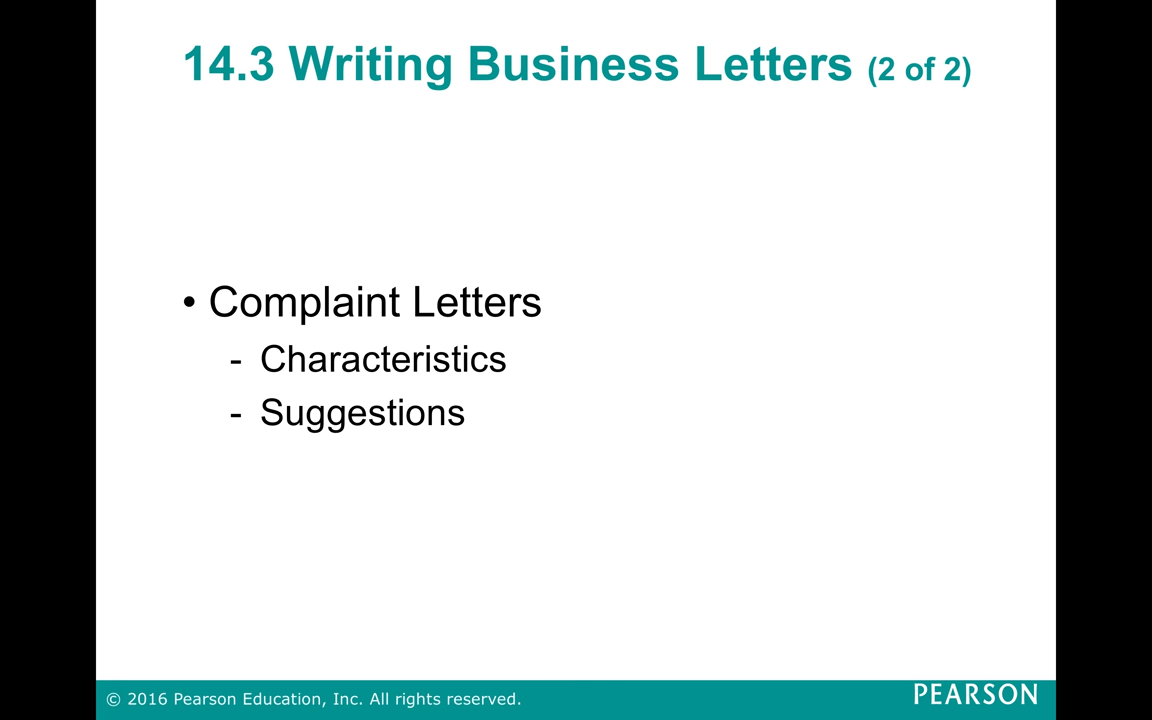 14.3 Writing Business Letters (2 of 2)
• Complaint Letters
- Characteristics
- Suggestions
© 2016 Pearson Education, Inc. All rights reserved.
PEARSON